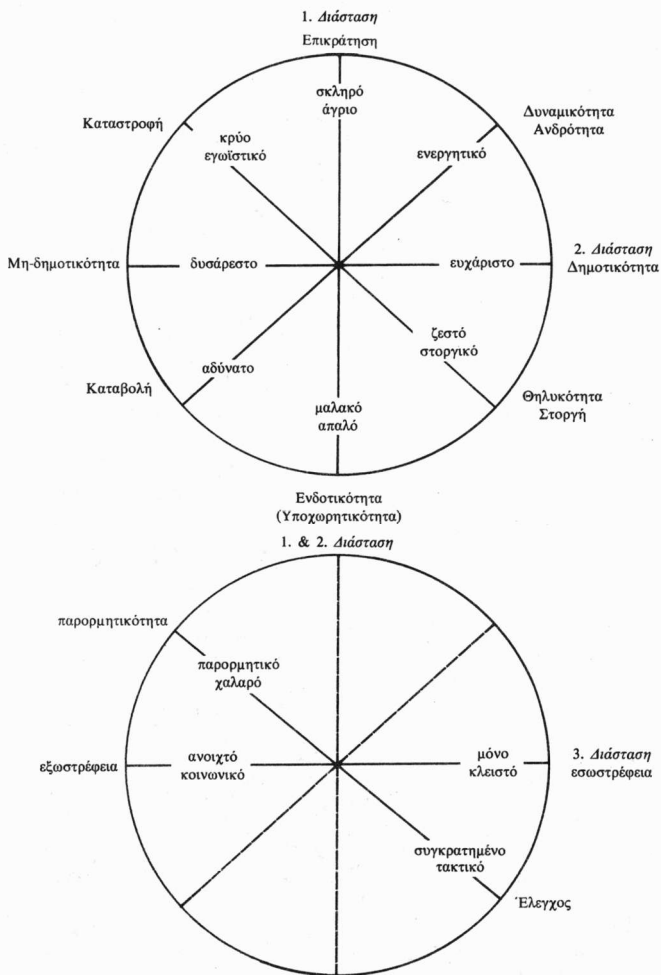 1. Διάσταση
Επικράτηση
σκληρό
άγριο
Δυναμικότητα
Ανδρότητα
Καταστροφή
κρύο
εγωϊστικό
ενεργητικό
Μη-δημοτικότητα
δυσάρεστο
ευχάριστο
2. Διάσταση
Δημοτικότητα
ζεστό
στοργικό
αδύνατο
Καταβολή
μαλακό
απαλό
Θηλυκότητα
Στοργή
Ενδοτικότητα
(Υποχωρητικότητα)
1. & 2. Διάσταση
παρορμητικότητα
παρορμητικό
χαλαρό
εξωστρέφεια
ανοιχτό
κοινωνικό
μόνο
κλειστό
3. Διάσταση
εσωστρέφεια
συγκρατημένο
τακτικό
Έλεγχος